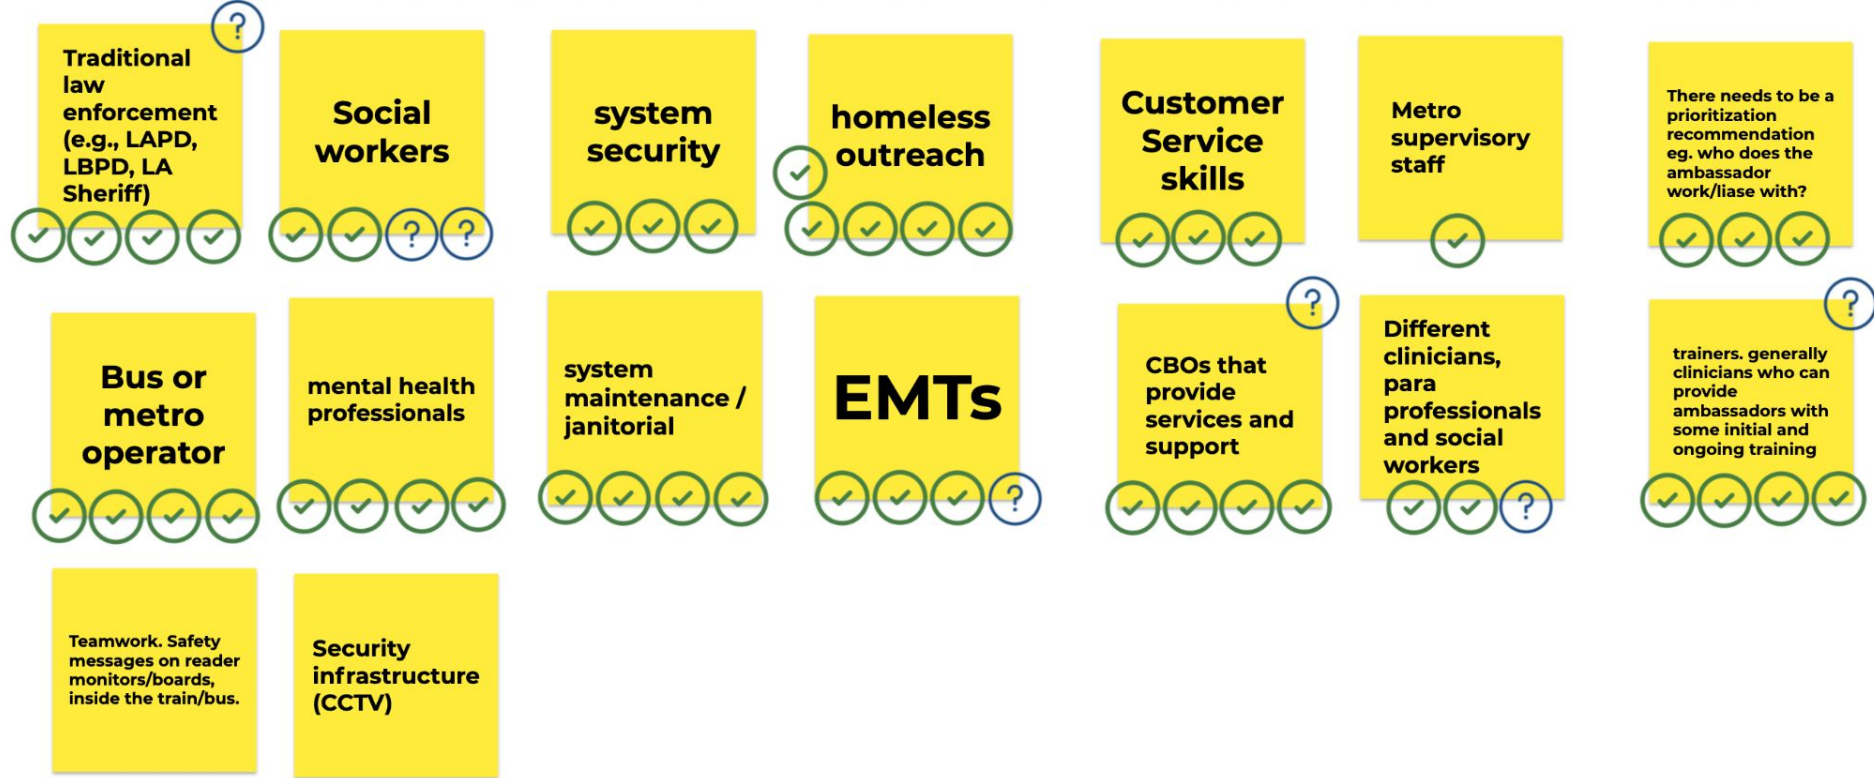 Traditional
law
enforcement
(e.g., LAPD,
LBPD, LA
Sheriff)
?
Social
workers
? ?
system
security
homeless
outreach
Customer
Service
skills
Metro
supervisory
staff
There needs to be a
prioritization
recommendation
eg. who does the
ambassador
work/liase with?
Bus or
metro
operator
mental health
professionals
system
maintenance /
janitorial
EMTs
?
CBOs that
provide
services and
support
?
Different
clinicians,
para
professionals
and social
workers
?
trainers. generally
clinicians who can
provide
ambassadors with
some initial and
ongoing training
?
Teamwork. Safety
messages on reader
monitors/boards,
inside the train/bus.
Security
infrastructure
(CCTV)